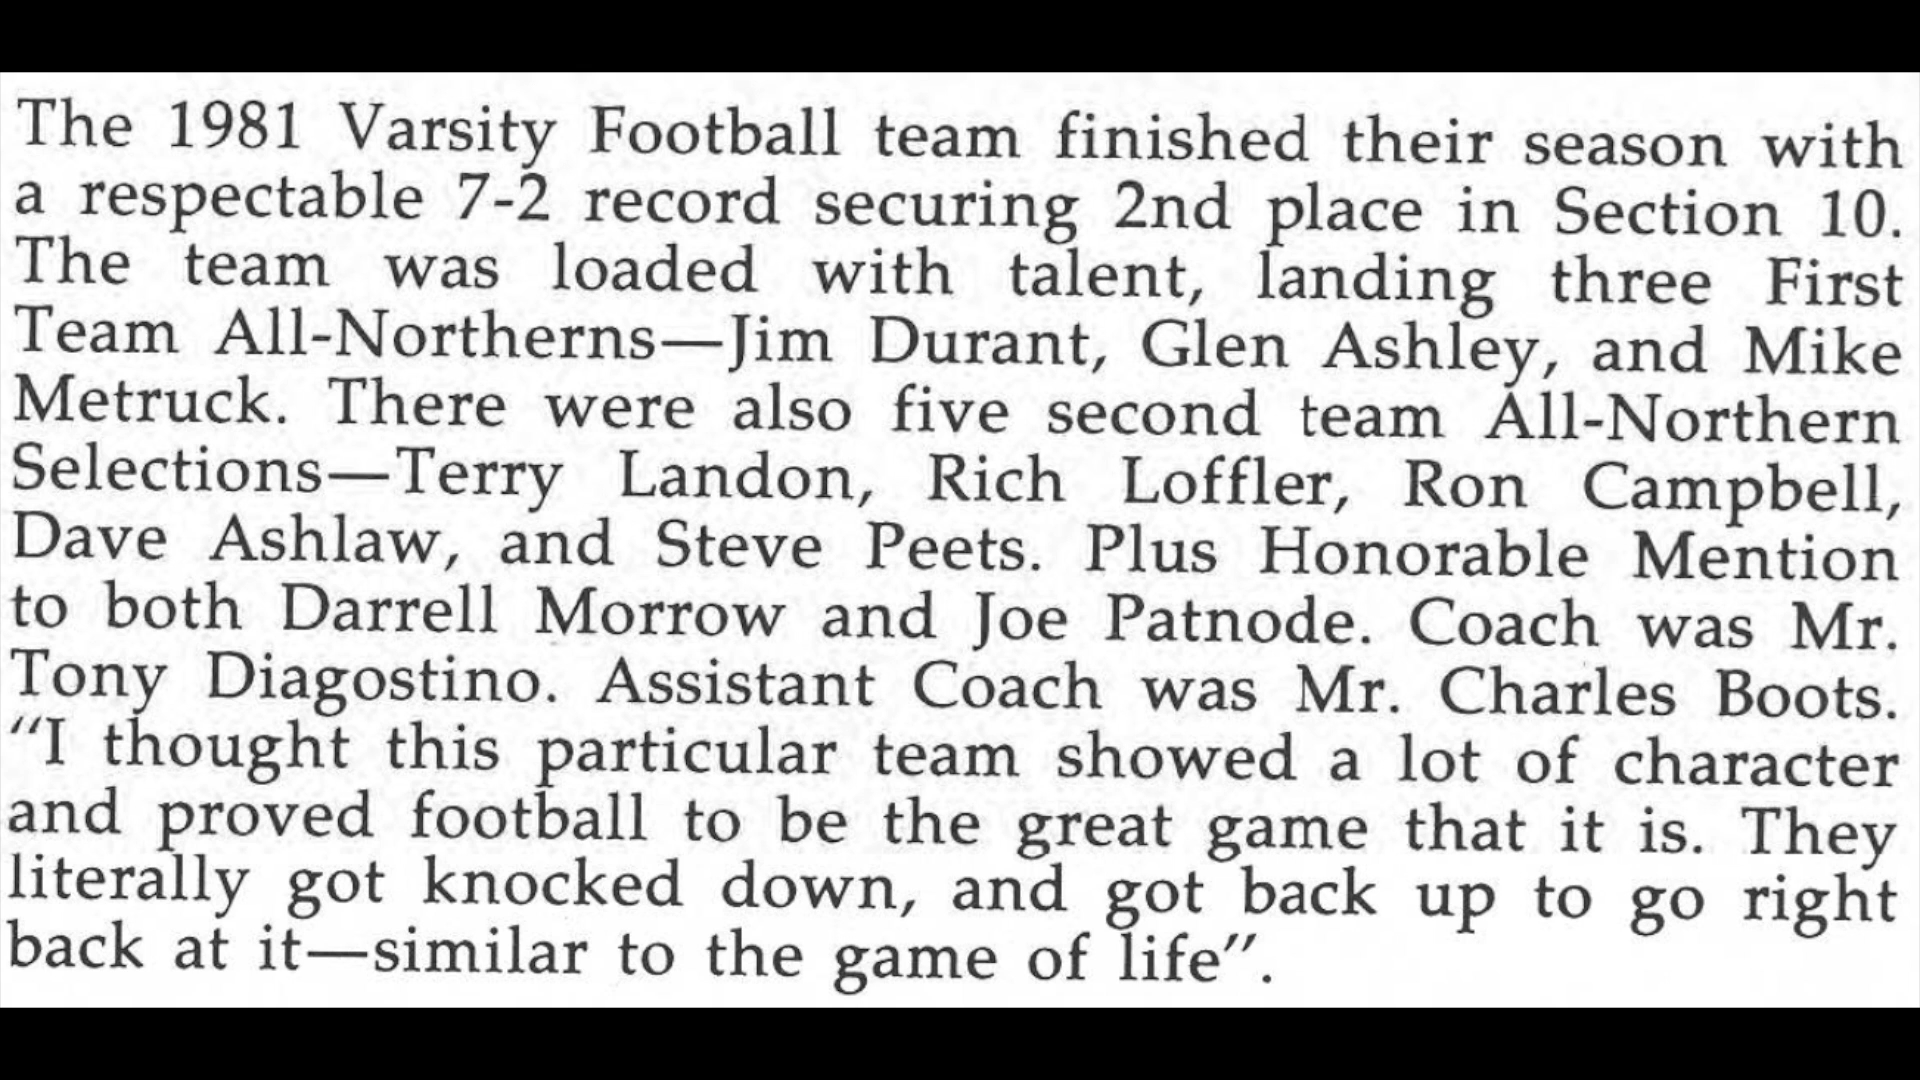 The 1981 Varsity Football team finished their season with
a respectable 7-2 record securing 2nd place in Section 10.
The team was loaded with talent, landing three First
Team All-Northerns—Jim Durant, Glen Ashley, and Mike
Metruck. There were also five second team All-Northern
Selections—Terry Landon, Rich Loffler, Ron Campbell,
Dave Ashlaw, and Steve Peets. Plus Honorable Mention
to both Darrell Morrow and Joe Patnode. Coach was Mr.
Tony Diagostino. Assistant Coach was Mr. Charles Boots.
“I thought this particular team showed a lot of character
and proved football to be the great game that it is. They
literally got knocked down, and got back up to go right
back at it—similar to the game of life”.